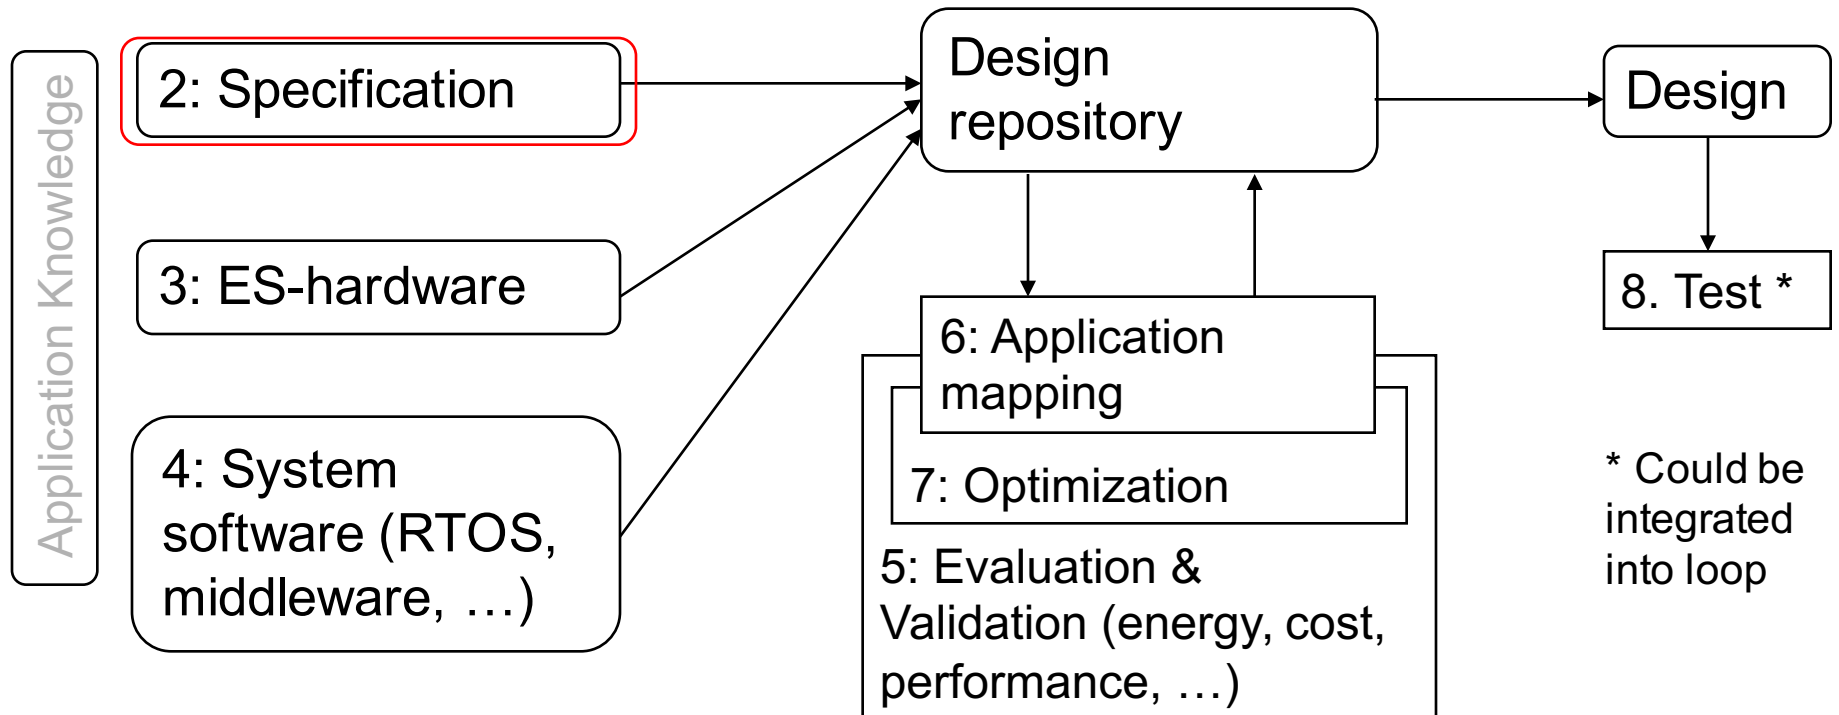 Application Knowledge
2: Specification
3: ES-hardware
4: System
software (RTOS,
middleware, …)
Design
repository
6: Application
mapping
7: Optimization
5: Evaluation &
Validation (energy, cost,
performance, …)
Design
8. Test *
* Could be
integrated
into loop